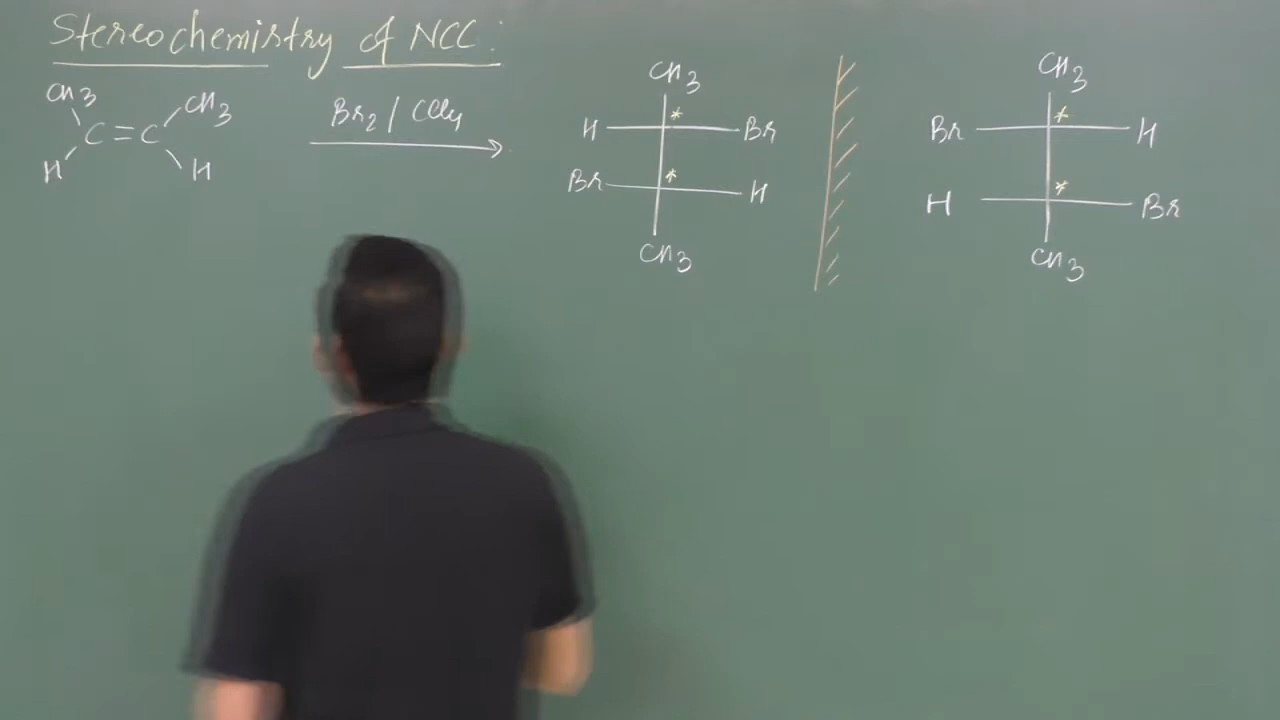 Stereochemistry of NCC:
CH3 CH3
C=C
H H
Br2 / CCl4
CH3
H * Br
Br * H
CH3
CH3
Br * H
H * Br
CH3